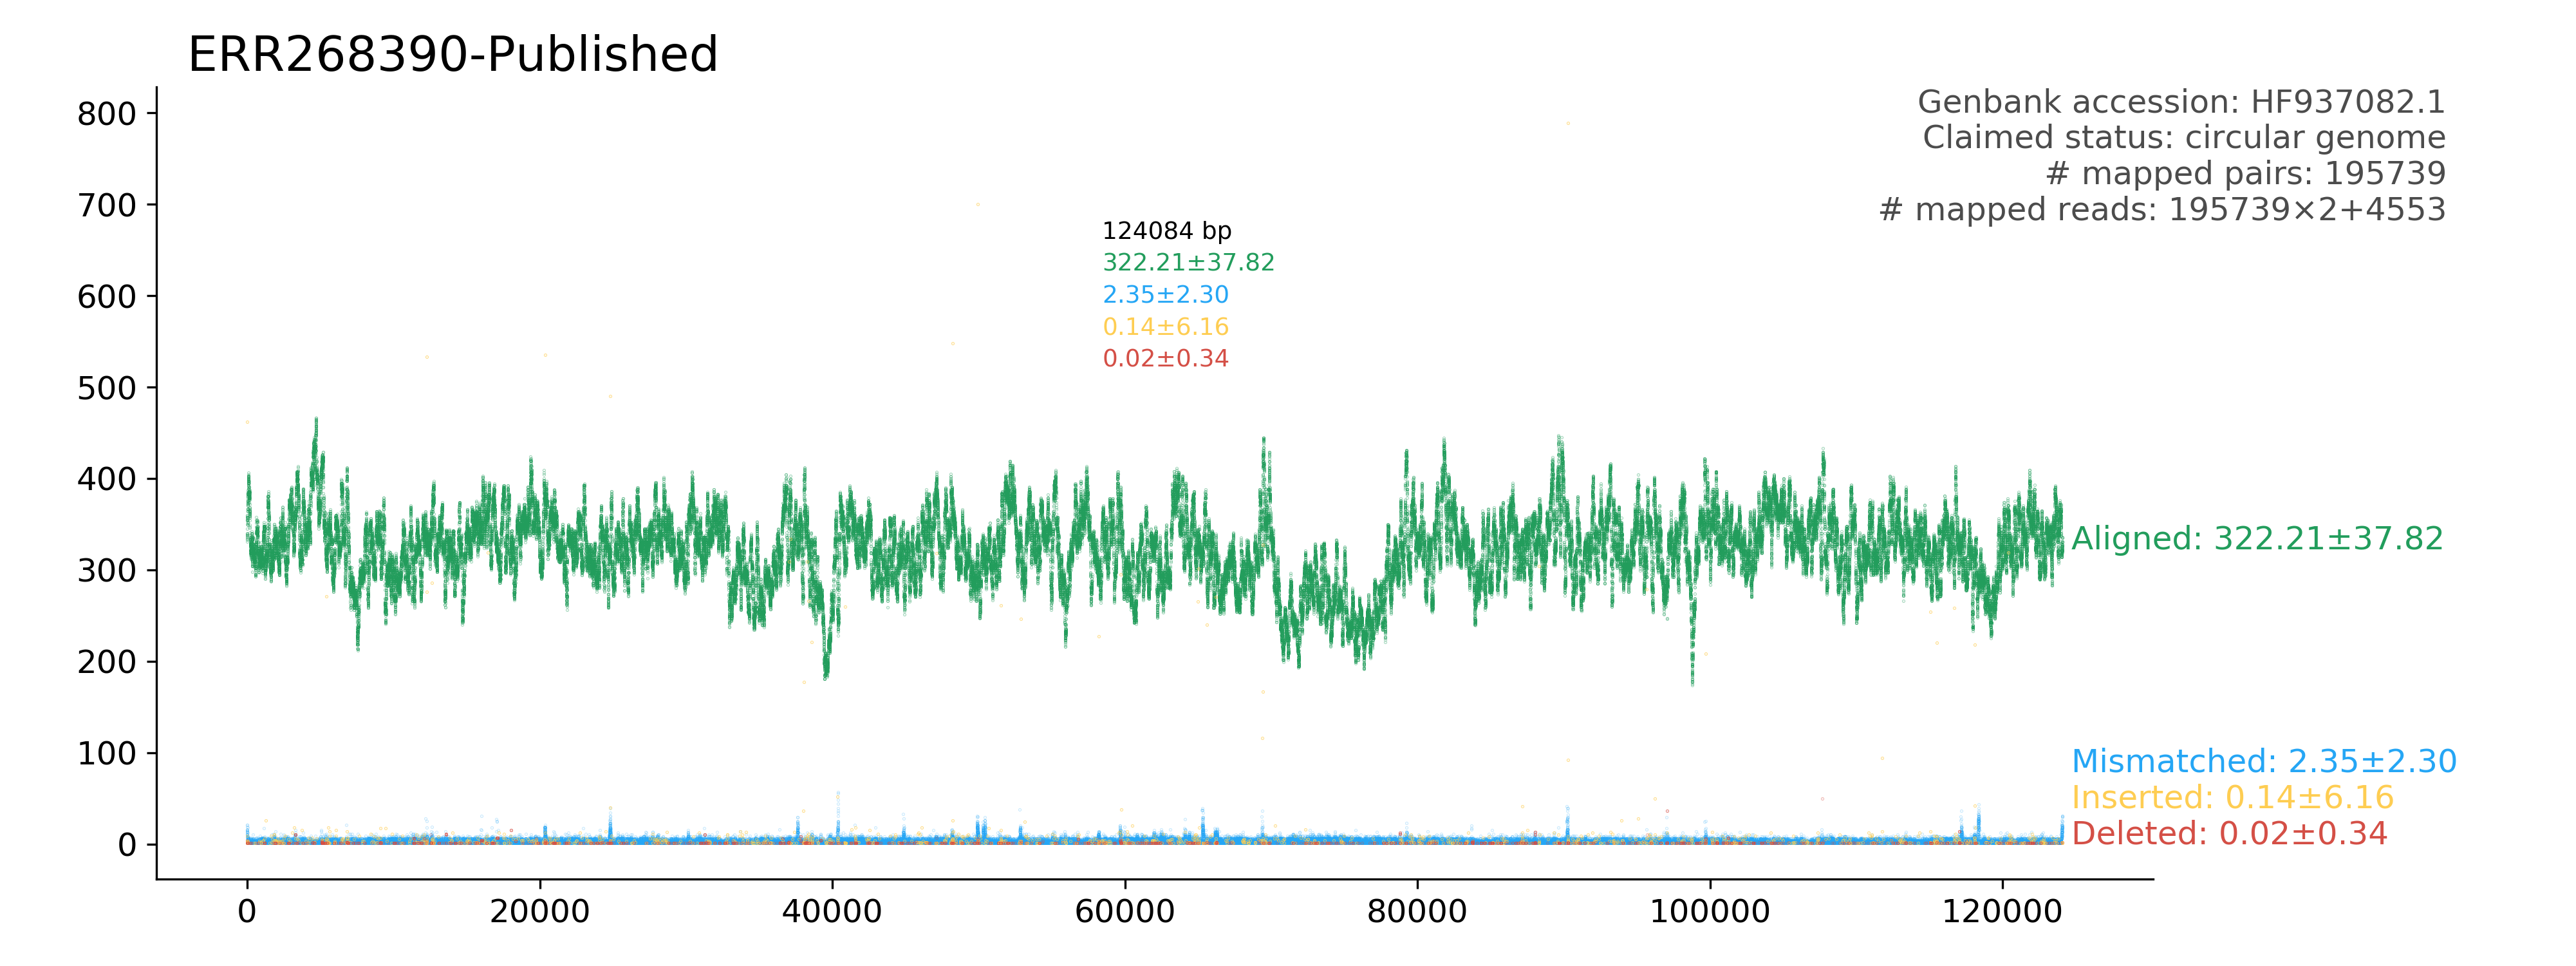 ERR268390-Published
Genbank accession: HF937082.1
Claimed status: circular genome
# mapped pairs: 195739
# mapped reads: 195739×2+4553
124084 bp
322.21±37.82
2.35±2.30
0.14±6.16
0.02±0.34
Aligned: 322.21±37.82
Mismatched: 2.35±2.30
Inserted: 0.14±6.16
Deleted: 0.02±0.34
800
700
600
500
400
300
200
100
0
0 20000 40000 60000 80000 100000 120000